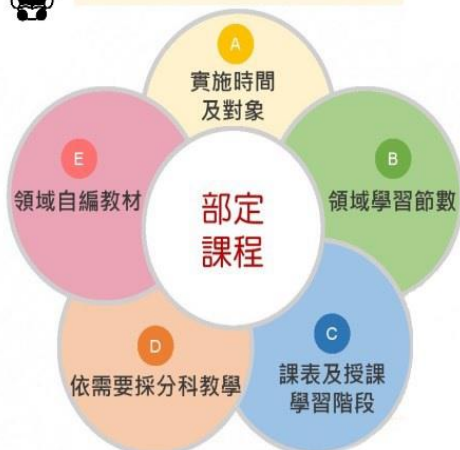 A
實施時間
及對象
B
領域學習節數
C
課表及授課
學習階段
D
依需要採分科教學
E
領域自編教材
部定
課程